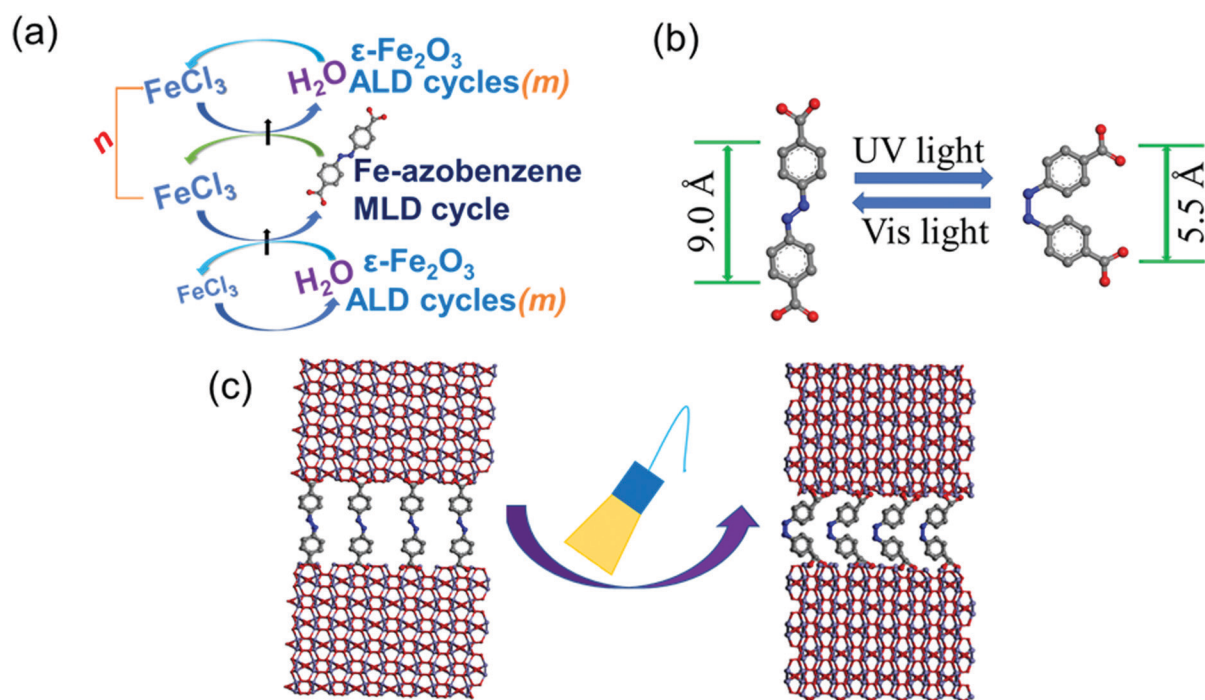 (a)
FeCl₃
H₂O
ε-Fe₂O₃
ALD cycles(m)
n
FeCl₃
Fe-azobenzene
MLD cycle
FeCl₃
H₂O
ε-Fe₂O₃
ALD cycles(m)
(b)
9.0 Å
UV light
Vis light
5.5 Å
(c)